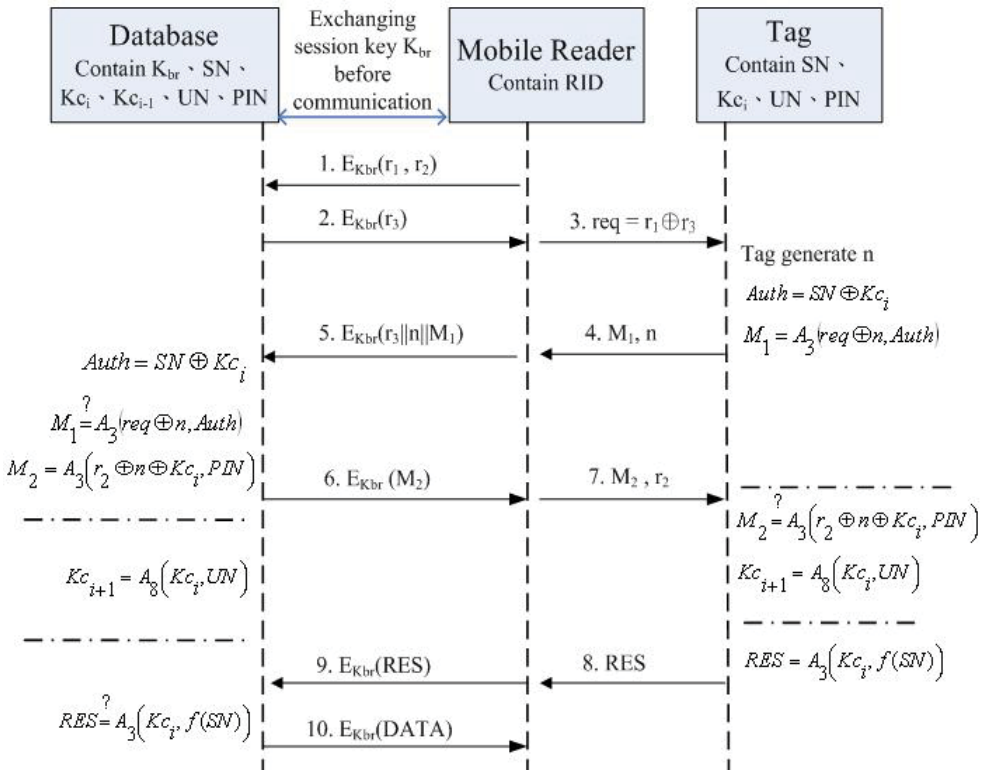 Database
Contain K_br、SN、
Kc_i、Kc_{i-1}、UN、PIN
Exchanging
session key K_br
before
communication
Mobile Reader
Contain RID
Tag
Contain SN、
Kc_i、UN、PIN
1. E_Kbr(r_1 , r_2)
2. E_Kbr(r_3)
3. req = r_1⊕r_3
Tag generate n
Auth = SN ⊕ Kc_i
M_1 = A_3(req ⊕ n, Auth)
4. M_1, n
5. E_Kbr(r_3||n||M_1)
Auth = SN ⊕ Kc_i
M_1 ?= A_3(req ⊕ n, Auth)
M_2 = A_3(r_2 ⊕ n ⊕ Kc_i, PIN)
6. E_Kbr (M_2)
7. M_2 , r_2
M_2 ?= A_3(r_2 ⊕ n ⊕ Kc_i, PIN)
Kc_{i+1} = A_8(Kc_i, UN)
Kc_{i+1} = A_8(Kc_i, UN)
9. E_Kbr(RES)
8. RES
RES = A_3(Kc_i, f(SN))
RES ?= A_3(Kc_i, f(SN))
10. E_Kbr(DATA)